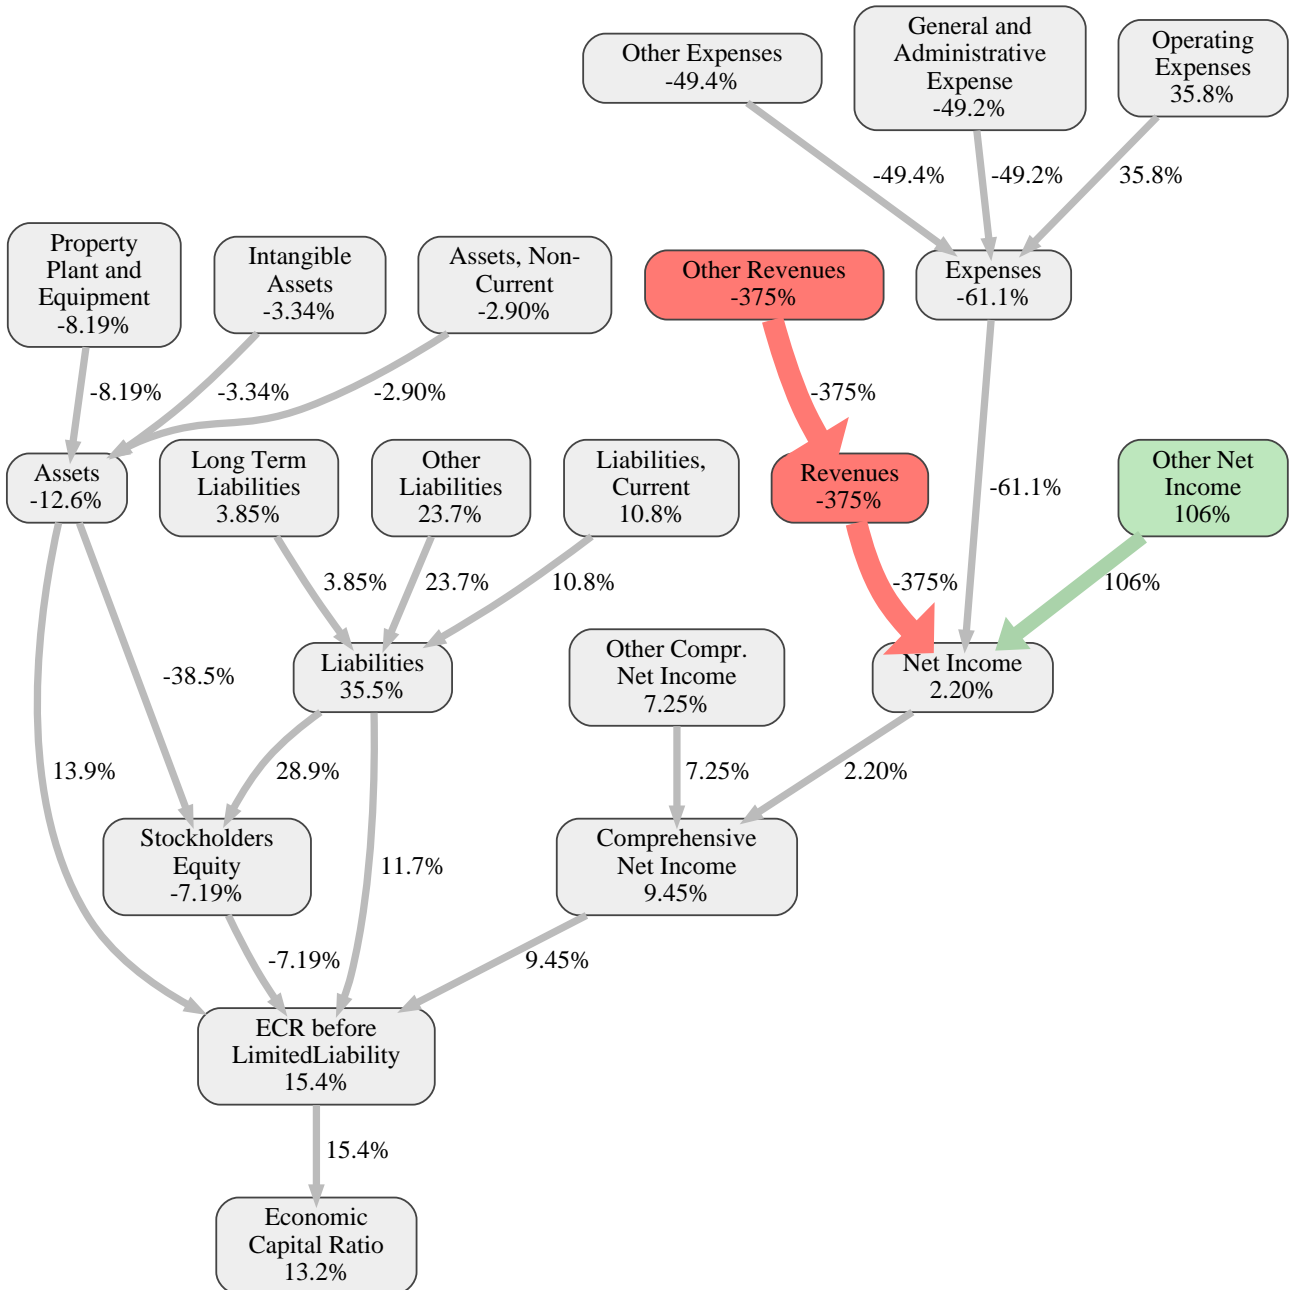 Other Expenses
-49.4%
General and
Administrative
Expense
-49.2%
Operating
Expenses
35.8%
-49.4%
-49.2%
35.8%
Property
Plant and
Equipment
-8.19%
Intangible
Assets
-3.34%
Assets, Non-
Current
-2.90%
Other Revenues
-375%
Expenses
-61.1%
-8.19%
-3.34%
-2.90%
-375%
Assets
-12.6%
Long Term
Liabilities
3.85%
Other
Liabilities
23.7%
Liabilities,
Current
10.8%
Revenues
-375%
-61.1%
Other Net
Income
106%
3.85%
23.7%
10.8%
-375%
106%
-38.5%
Liabilities
35.5%
Other Compr.
Net Income
7.25%
Net Income
2.20%
13.9%
28.9%
7.25%
2.20%
Stockholders
Equity
-7.19%
11.7%
Comprehensive
Net Income
9.45%
-7.19%
9.45%
ECR before
LimitedLiability
15.4%
15.4%
Economic
Capital Ratio
13.2%